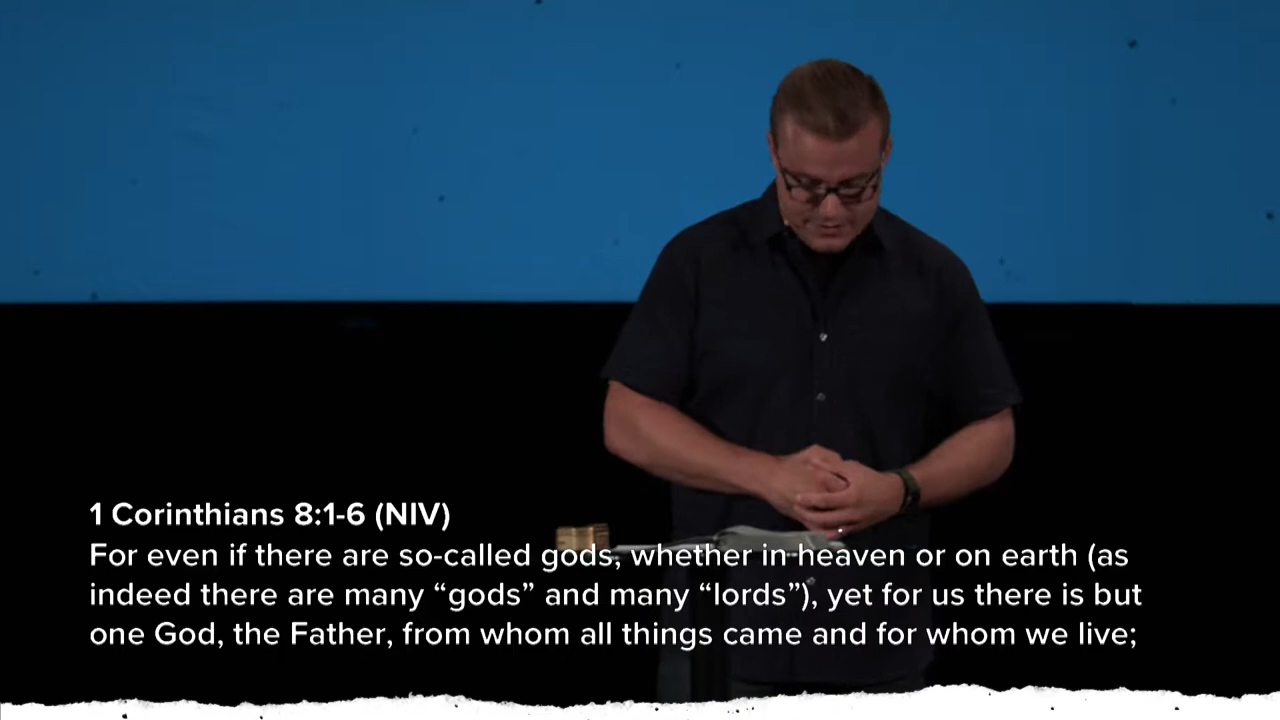 1 Corinthians 8:1-6 (NIV)
For even if there are so-called gods, whether in heaven or on earth (as
indeed there are many “gods” and many “lords”), yet for us there is but
one God, the Father, from whom all things came and for whom we live;